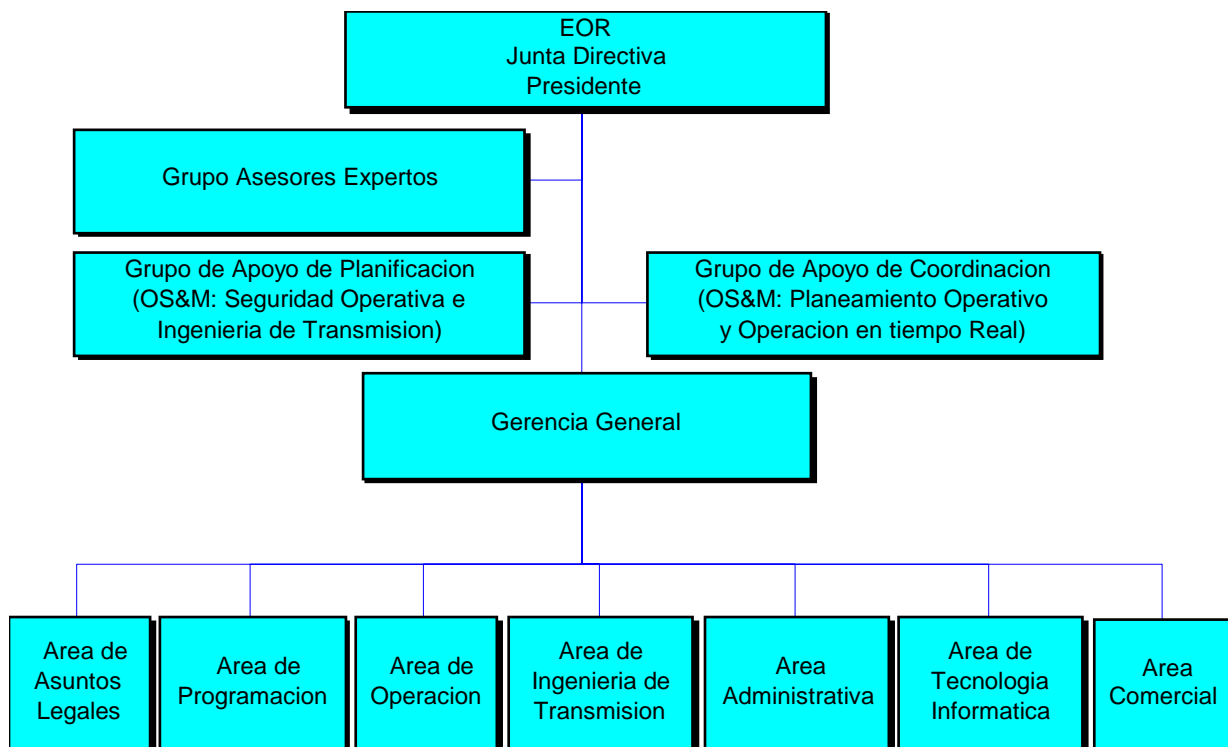 EOR
Junta Directiva
Presidente
Grupo Asesores Expertos
Grupo de Apoyo de Planificacion
(OS&M: Seguridad Operativa e
Ingenieria de Transmision)
Grupo de Apoyo de Coordinacion
(OS&M: Planeamiento Operativo
y Operacion en tiempo Real)
Gerencia General
Area de
Asuntos
Legales
Area de
Programacion
Area de
Operacion
Area de
Ingenieria de
Transmision
Area
Administrativa
Area de
Tecnologia
Informatica
Area
Comercial